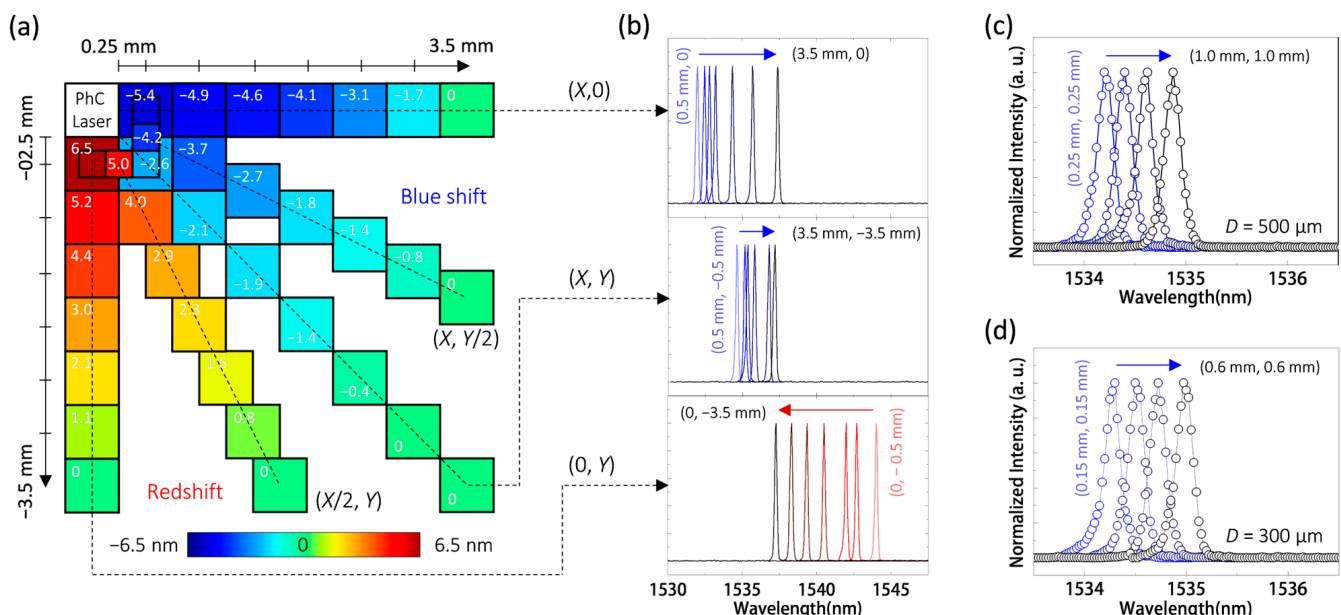 (a)
0.25 mm
3.5 mm
PhC
Laser
−5.4
−4.9
−4.6
−4.1
−3.1
−1.7
0
−02.5 mm
−3.5 mm
−4.2
6.5
5.0
−2.6
−3.7
−2.7
−1.8
−1.4
−0.8
0
5.2
4.0
−2.1
4.4
2.9
−1.9
3.0
2.3
−1.4
2.1
1.6
−0.4
1.1
0.8
0
0
0
Blue shift
Redshift
(X, Y/2)
(X/2, Y)
−6.5 nm
0
6.5 nm
(X,0)
(X, Y)
(0, Y)
(b)
(0.5 mm, 0)
(3.5 mm, 0)
(0.5 mm, −0.5 mm)
(3.5 mm, −3.5 mm)
(0, −3.5 mm)
(0, − 0.5 mm)
1530
1535
1540
1545
Wavelength(nm)
(c)
Normalized Intensity (a. u.)
(0.25 mm, 0.25 mm)
(1.0 mm, 1.0 mm)
D = 500 μm
1534
1535
1536
Wavelength(nm)
(d)
Normalized Intensity (a. u.)
(0.15 mm, 0.15 mm)
(0.6 mm, 0.6 mm)
D = 300 μm
1534
1535
1536
Wavelength(nm)